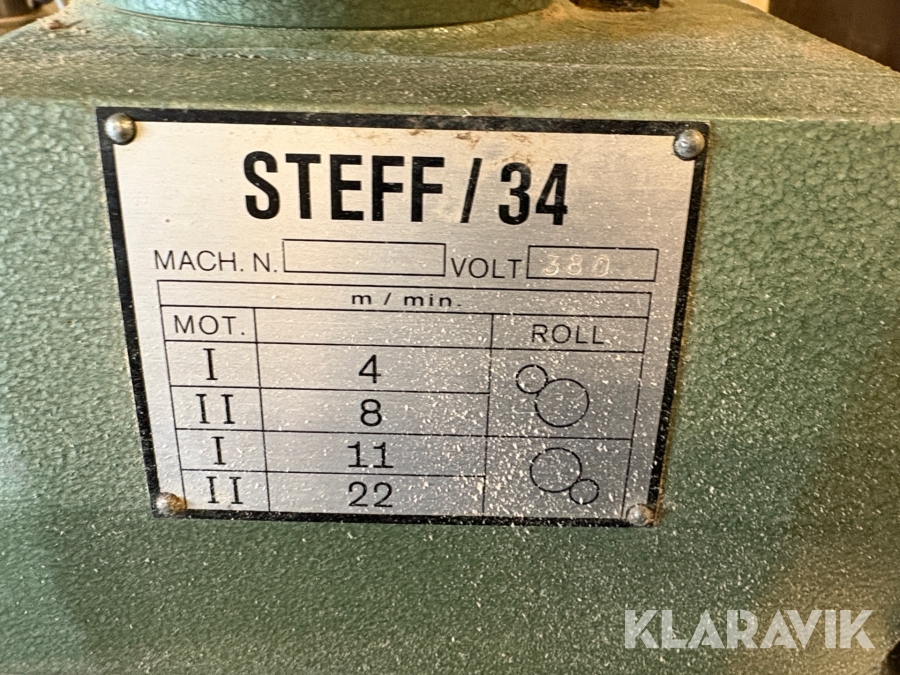 STEFF / 34
MACH. N. VOLT 380
m / min.
MOT. ROLL
I 4
II 8
I 11
II 22
KLARAVIK